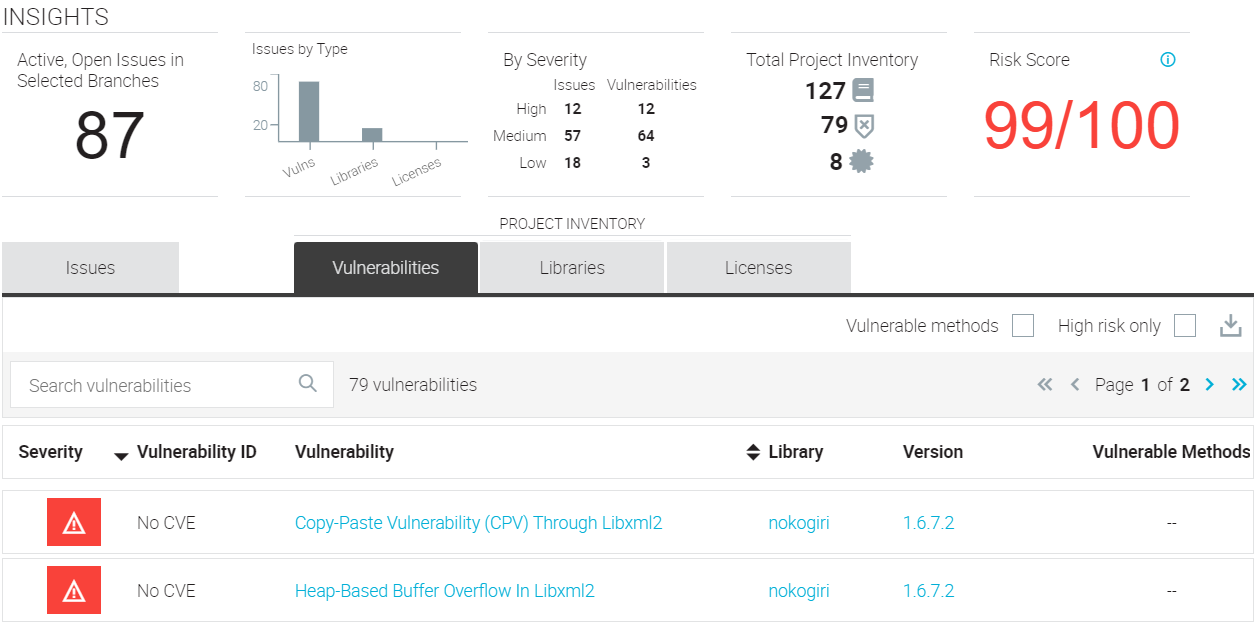 INSIGHTS
Active, Open Issues in
Selected Branches
87
Issues by Type
80
20
Vulns
Libraries
Licenses
By Severity
Issues Vulnerabilities
High 12 12
Medium 57 64
Low 18 3
Total Project Inventory
127
79
8
Risk Score
99/100
PROJECT INVENTORY
Issues Vulnerabilities Libraries Licenses
Vulnerable methods High risk only
Search vulnerabilities 79 vulnerabilities Page 1 of 2
Severity Vulnerability ID Vulnerability Library Version Vulnerable Methods
No CVE Copy-Paste Vulnerability (CPV) Through Libxml2 nokogiri 1.6.7.2 --
No CVE Heap-Based Buffer Overflow In Libxml2 nokogiri 1.6.7.2 --